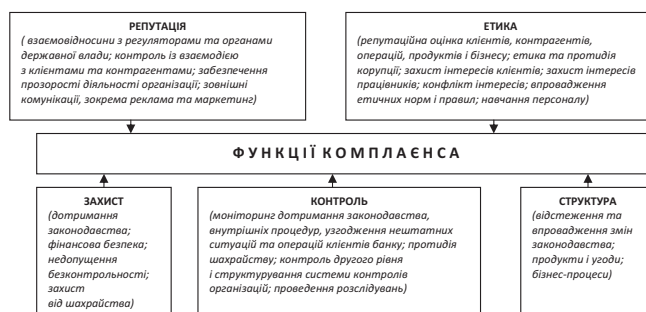 РЕПУТАЦІЯ
( взаємовідносини з регуляторами та органами
державної влади; контроль із взаємодією
з клієнтами та контрагентами; забезпечення
прозорості діяльності організації; зовнішні
комунікації, зокрема реклама та маркетинг)
ЕТИКА
(репутаційна оцінка клієнтів, контрагентів,
операцій, продуктів і бізнесу; етика та протидія
корупції; захист інтересів клієнтів; захист інтересів
працівників; конфлікт інтересів; впровадження
етичних норм і правил; навчання персоналу)
ФУНКЦІЇ КОМПЛАЄНСА
ЗАХИСТ
(дотримання
законодавства;
фінансова безпека;
недопущення
безконтрольності;
захист
від шахрайства)
КОНТРОЛЬ
(моніторинг дотримання законодавства,
внутрішніх процедур, узгодження нештатних
ситуацій та операцій клієнтів банку; протидія
шахрайству; контроль другого рівня
і структурування системи контролів
організацій; проведення розслідувань)
СТРУКТУРА
(відстеження та
впровадження змін
законодавства;
продукти і угоди;
бізнес-процеси)